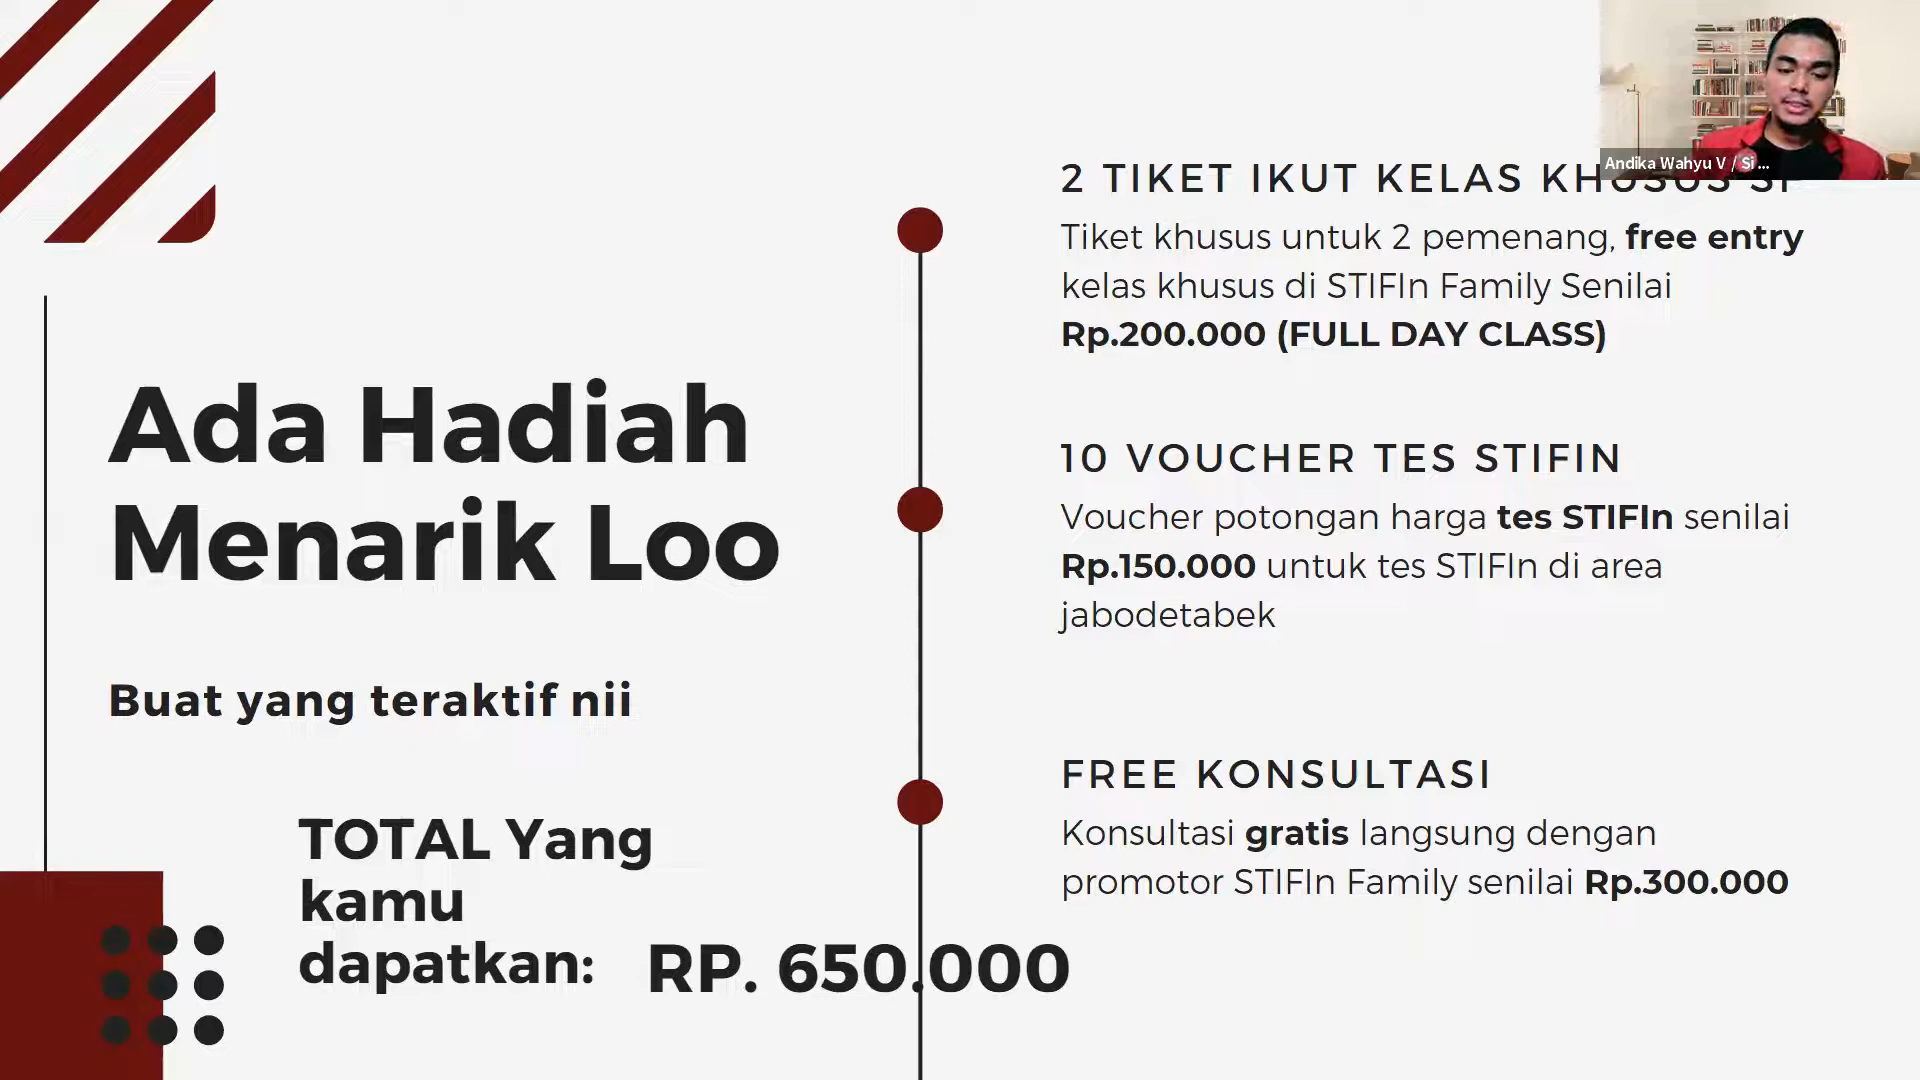 Ada Hadiah
Menarik Loo
Buat yang teraktif nii
TOTAL Yang
kamu
dapatkan:
RP. 650.000
Andika Wahyu V / Si ...
2 TIKET IKUT KELAS KHUSUS SI
Tiket khusus untuk 2 pemenang, free entry
kelas khusus di STIFIn Family Senilai
Rp.200.000 (FULL DAY CLASS)
10 VOUCHER TES STIFIN
Voucher potongan harga tes STIFIn senilai
Rp.150.000 untuk tes STIFIn di area
jabodetabek
FREE KONSULTASI
Konsultasi gratis langsung dengan
promotor STIFIn Family senilai Rp.300.000